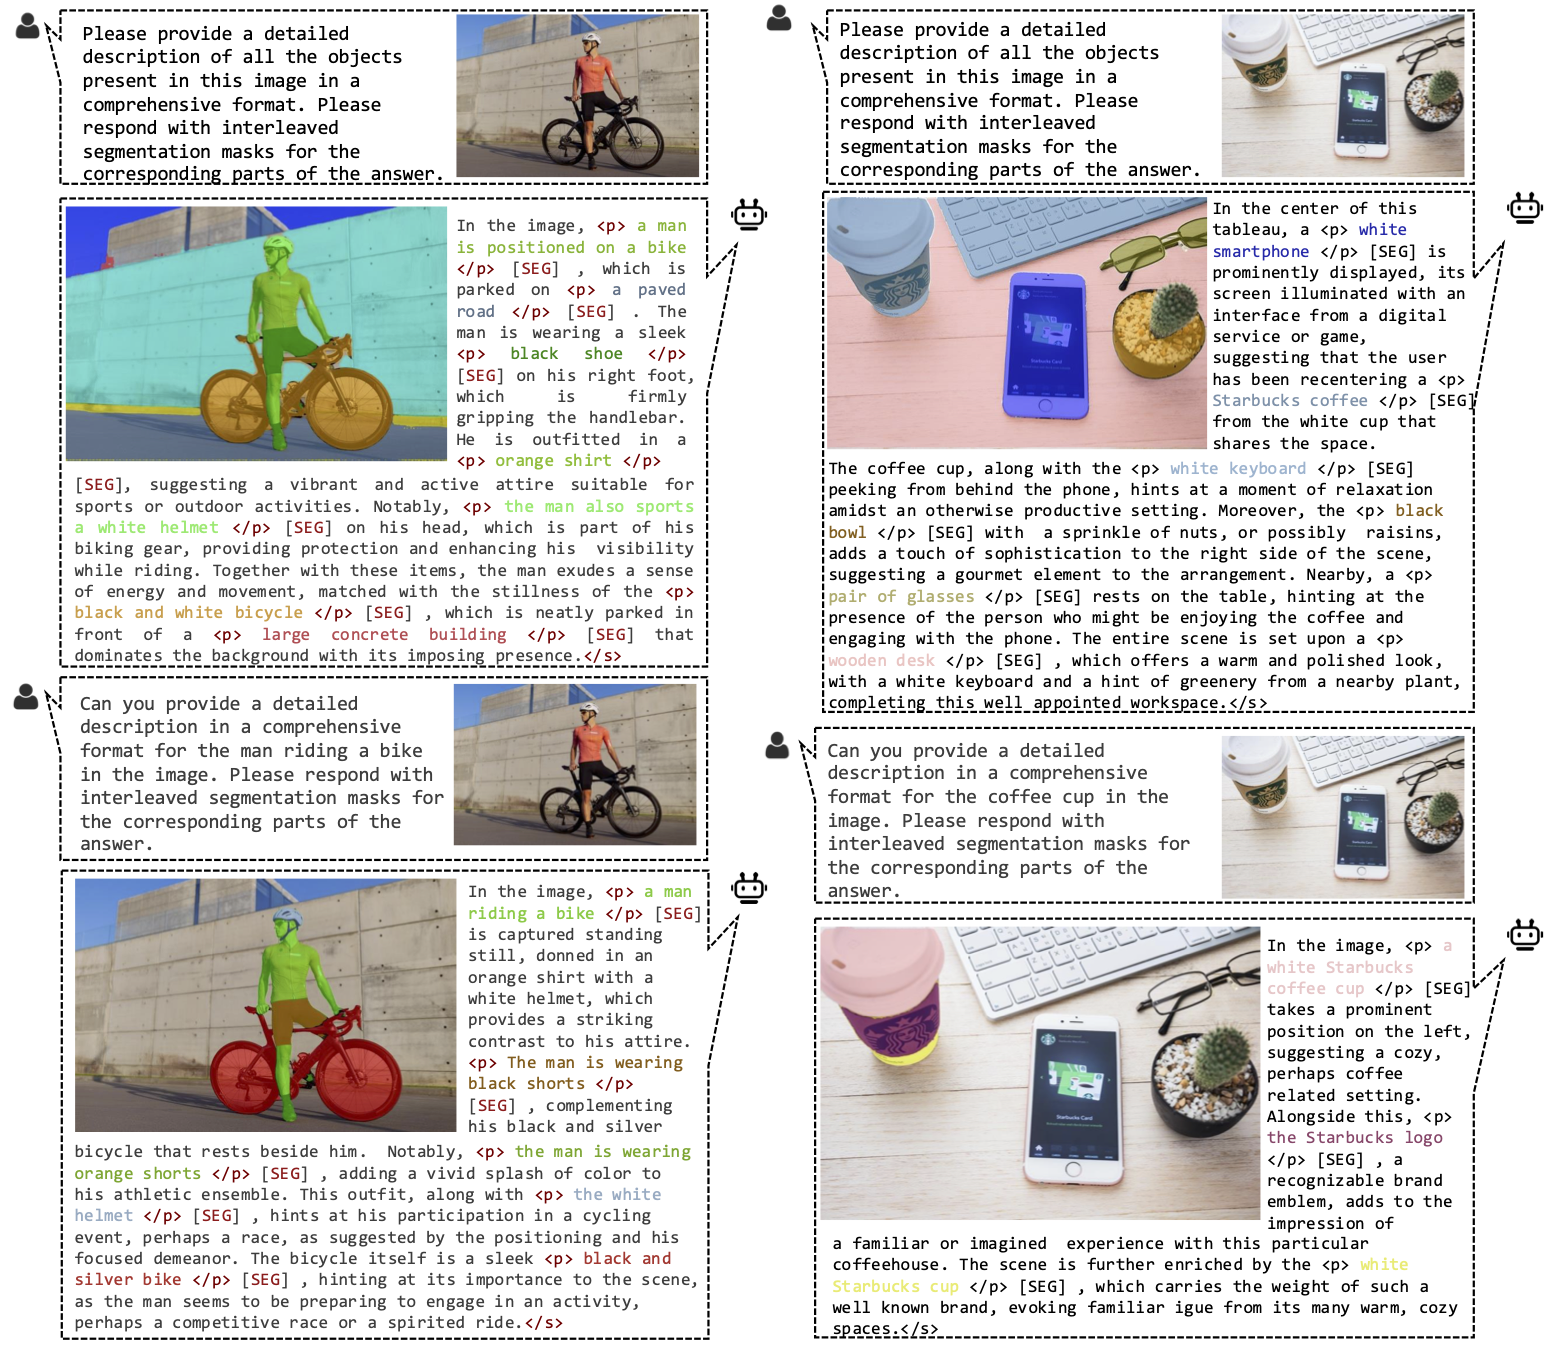 Please provide a detailed
description of all the objects
present in this image in a
comprehensive format. Please
respond with interleaved
segmentation masks for the
corresponding parts of the answer.
In the image, <p> a man
is positioned on a bike
</p> [SEG] , which is
parked on <p> a paved
road </p> [SEG] . The
man is wearing a sleek
<p> black shoe </p>
[SEG] on his right foot,
which is firmly
gripping the handlebar.
He is outfitted in a
<p> orange shirt </p>
[SEG], suggesting a vibrant and active attire suitable for
sports or outdoor activities. Notably, <p> the man also sports
a white helmet </p> [SEG] on his head, which is part of his
biking gear, providing protection and enhancing his visibility
while riding. Together with these items, the man exudes a sense
of energy and movement, matched with the stillness of the <p>
black and white bicycle </p> [SEG] , which is neatly parked in
front of a <p> large concrete building </p> [SEG] that
dominates the background with its imposing presence.</s>
Can you provide a detailed
description in a comprehensive
format for the man riding a bike
in the image. Please respond with
interleaved segmentation masks for
the corresponding parts of the
answer.
In the image, <p> a man
riding a bike </p> [SEG]
is captured standing
still, donned in an
orange shirt with a
white helmet, which
provides a striking
contrast to his attire.
<p> The man is wearing
black shorts </p>
[SEG] , complementing
his black and silver
bicycle that rests beside him. Notably, <p> the man is wearing
orange shorts </p> [SEG] , adding a vivid splash of color to
his athletic ensemble. This outfit, along with <p> the white
helmet </p> [SEG] , hints at his participation in a cycling
event, perhaps a race, as suggested by the positioning and his
focused demeanor. The bicycle itself is a sleek <p> black and
silver bike </p> [SEG] , hinting at its importance to the scene,
as the man seems to be preparing to engage in an activity,
perhaps a competitive race or a spirited ride.</s>
Please provide a detailed
description of all the objects
present in this image in a
comprehensive format. Please
respond with interleaved
segmentation masks for the
corresponding parts of the answer.
Starbucks Card
In the center of this
tableau, a <p> white
smartphone </p> [SEG] is
prominently displayed, its
screen illuminated with an
interface from a digital
service or game,
suggesting that the user
has been recentering a <p>
Starbucks coffee </p> [SEG]
from the white cup that
shares the space.
The coffee cup, along with the <p> white keyboard </p> [SEG]
peeking from behind the phone, hints at a moment of relaxation
amidst an otherwise productive setting. Moreover, the <p> black
bowl </p> [SEG] with a sprinkle of nuts, or possibly raisins,
adds a touch of sophistication to the right side of the scene,
suggesting a gourmet element to the arrangement. Nearby, a <p>
pair of glasses </p> [SEG] rests on the table, hinting at the
presence of the person who might be enjoying the coffee and
engaging with the phone. The entire scene is set upon a <p>
wooden desk </p> [SEG] , which offers a warm and polished look,
with a white keyboard and a hint of greenery from a nearby plant,
completing this well appointed workspace.</s>
Can you provide a detailed
description in a comprehensive
format for the coffee cup in the
image. Please respond with
interleaved segmentation masks for
the corresponding parts of the
answer.
Starbucks Card
In the image, <p> a
white Starbucks
coffee cup </p> [SEG]
takes a prominent
position on the left,
suggesting a cozy,
perhaps coffee
related setting.
Alongside this, <p>
the Starbucks logo
</p> [SEG] , a
recognizable brand
emblem, adds to the
impression of
a familiar or imagined experience with this particular
coffeehouse. The scene is further enriched by the <p> white
Starbucks cup </p> [SEG] , which carries the weight of such a
well known brand, evoking familiar igue from its many warm, cozy
spaces.</s>